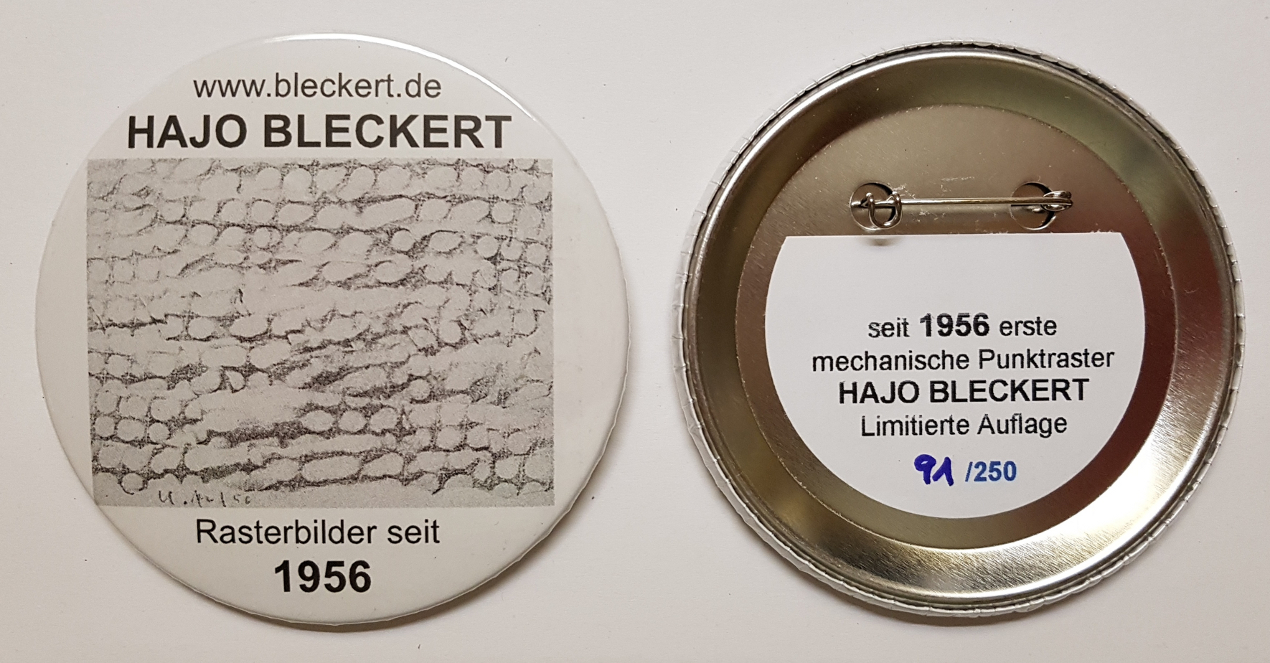 www.bleckert.de
HAJO BLECKERT
Rasterbilder seit
1956
seit 1956 erste
mechanische Punktraster
HAJO BLECKERT
Limitierte Auflage
91 /250